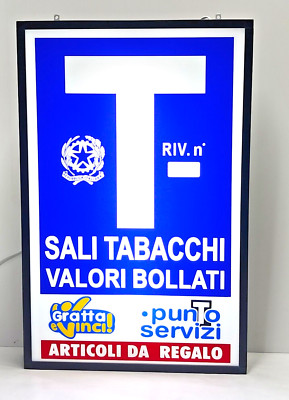 T
RIV. n°
SALI TABACCHI
VALORI BOLLATI
Gratta
e Vinci!
punTo
servizi
ARTICOLI DA REGALO